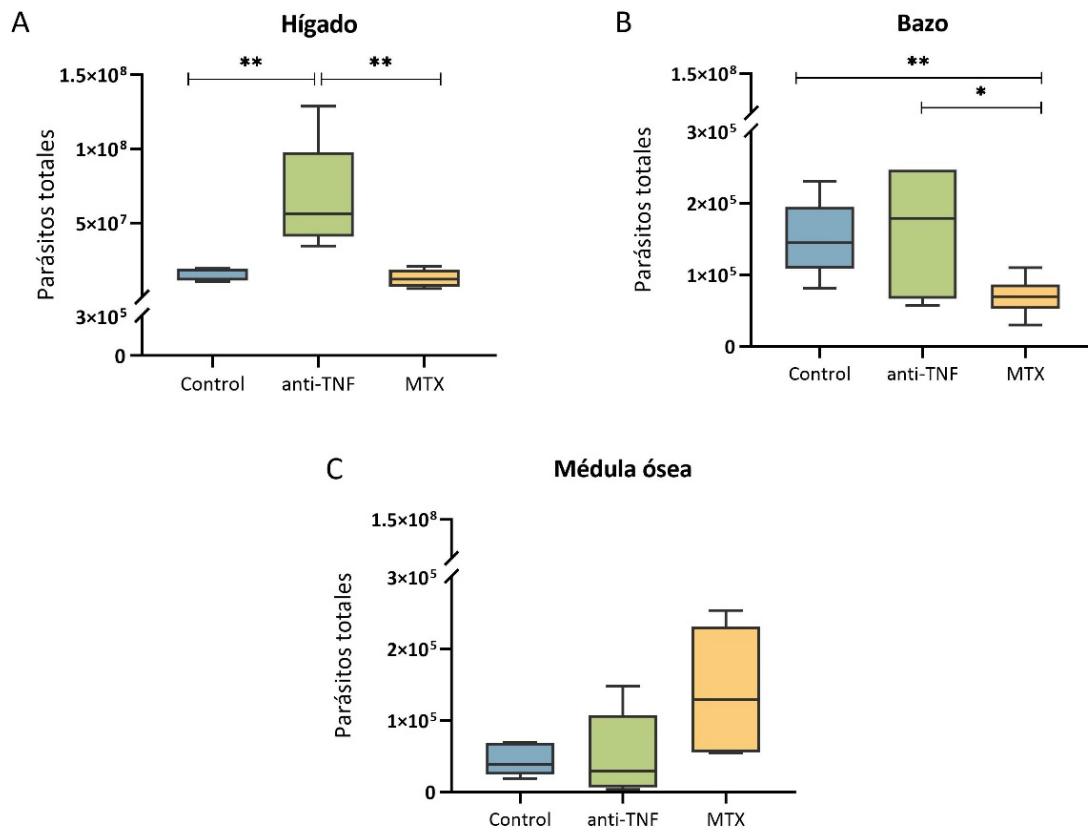 A
Hígado
** **
1.5×10⁸
1×10⁸
5×10⁷
3×10⁵
0
Parásitos totales
Control anti-TNF MTX
B
Bazo
**
*
1.5×10⁸
3×10⁵
2×10⁵
1×10⁵
0
Parásitos totales
Control anti-TNF MTX
C
Médula ósea
1.5×10⁸
3×10⁵
2×10⁵
1×10⁵
0
Parásitos totales
Control anti-TNF MTX